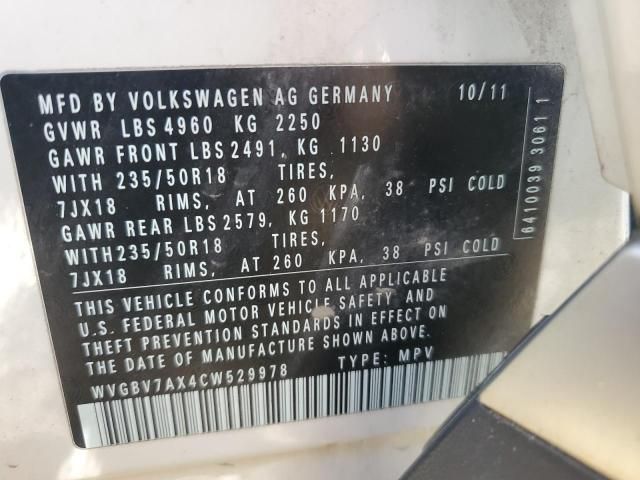 MFD BY VOLKSWAGEN AG GERMANY 10/11
GVWR LBS 4960 KG 2250
GAWR FRONT LBS 2491, KG 1130
WITH 235/50R18 TIRES,
7JX18 RIMS, AT 260 KPA, 38 PSI COLD
GAWR REAR LBS 2579, KG 1170
WITH 235/50R18 TIRES,
7JX18 RIMS, AT 260 KPA, 38 PSI COLD
THIS VEHICLE CONFORMS TO ALL APPLICABLE
U.S. FEDERAL MOTOR VEHICLE SAFETY, AND
THEFT PREVENTION STANDARDS IN EFFECT ON
DATE OF MANUFACTURE SHOWN ABOVE.
WVGBV7AX4CW529978 TYPE: MPV
6410039 3061 1